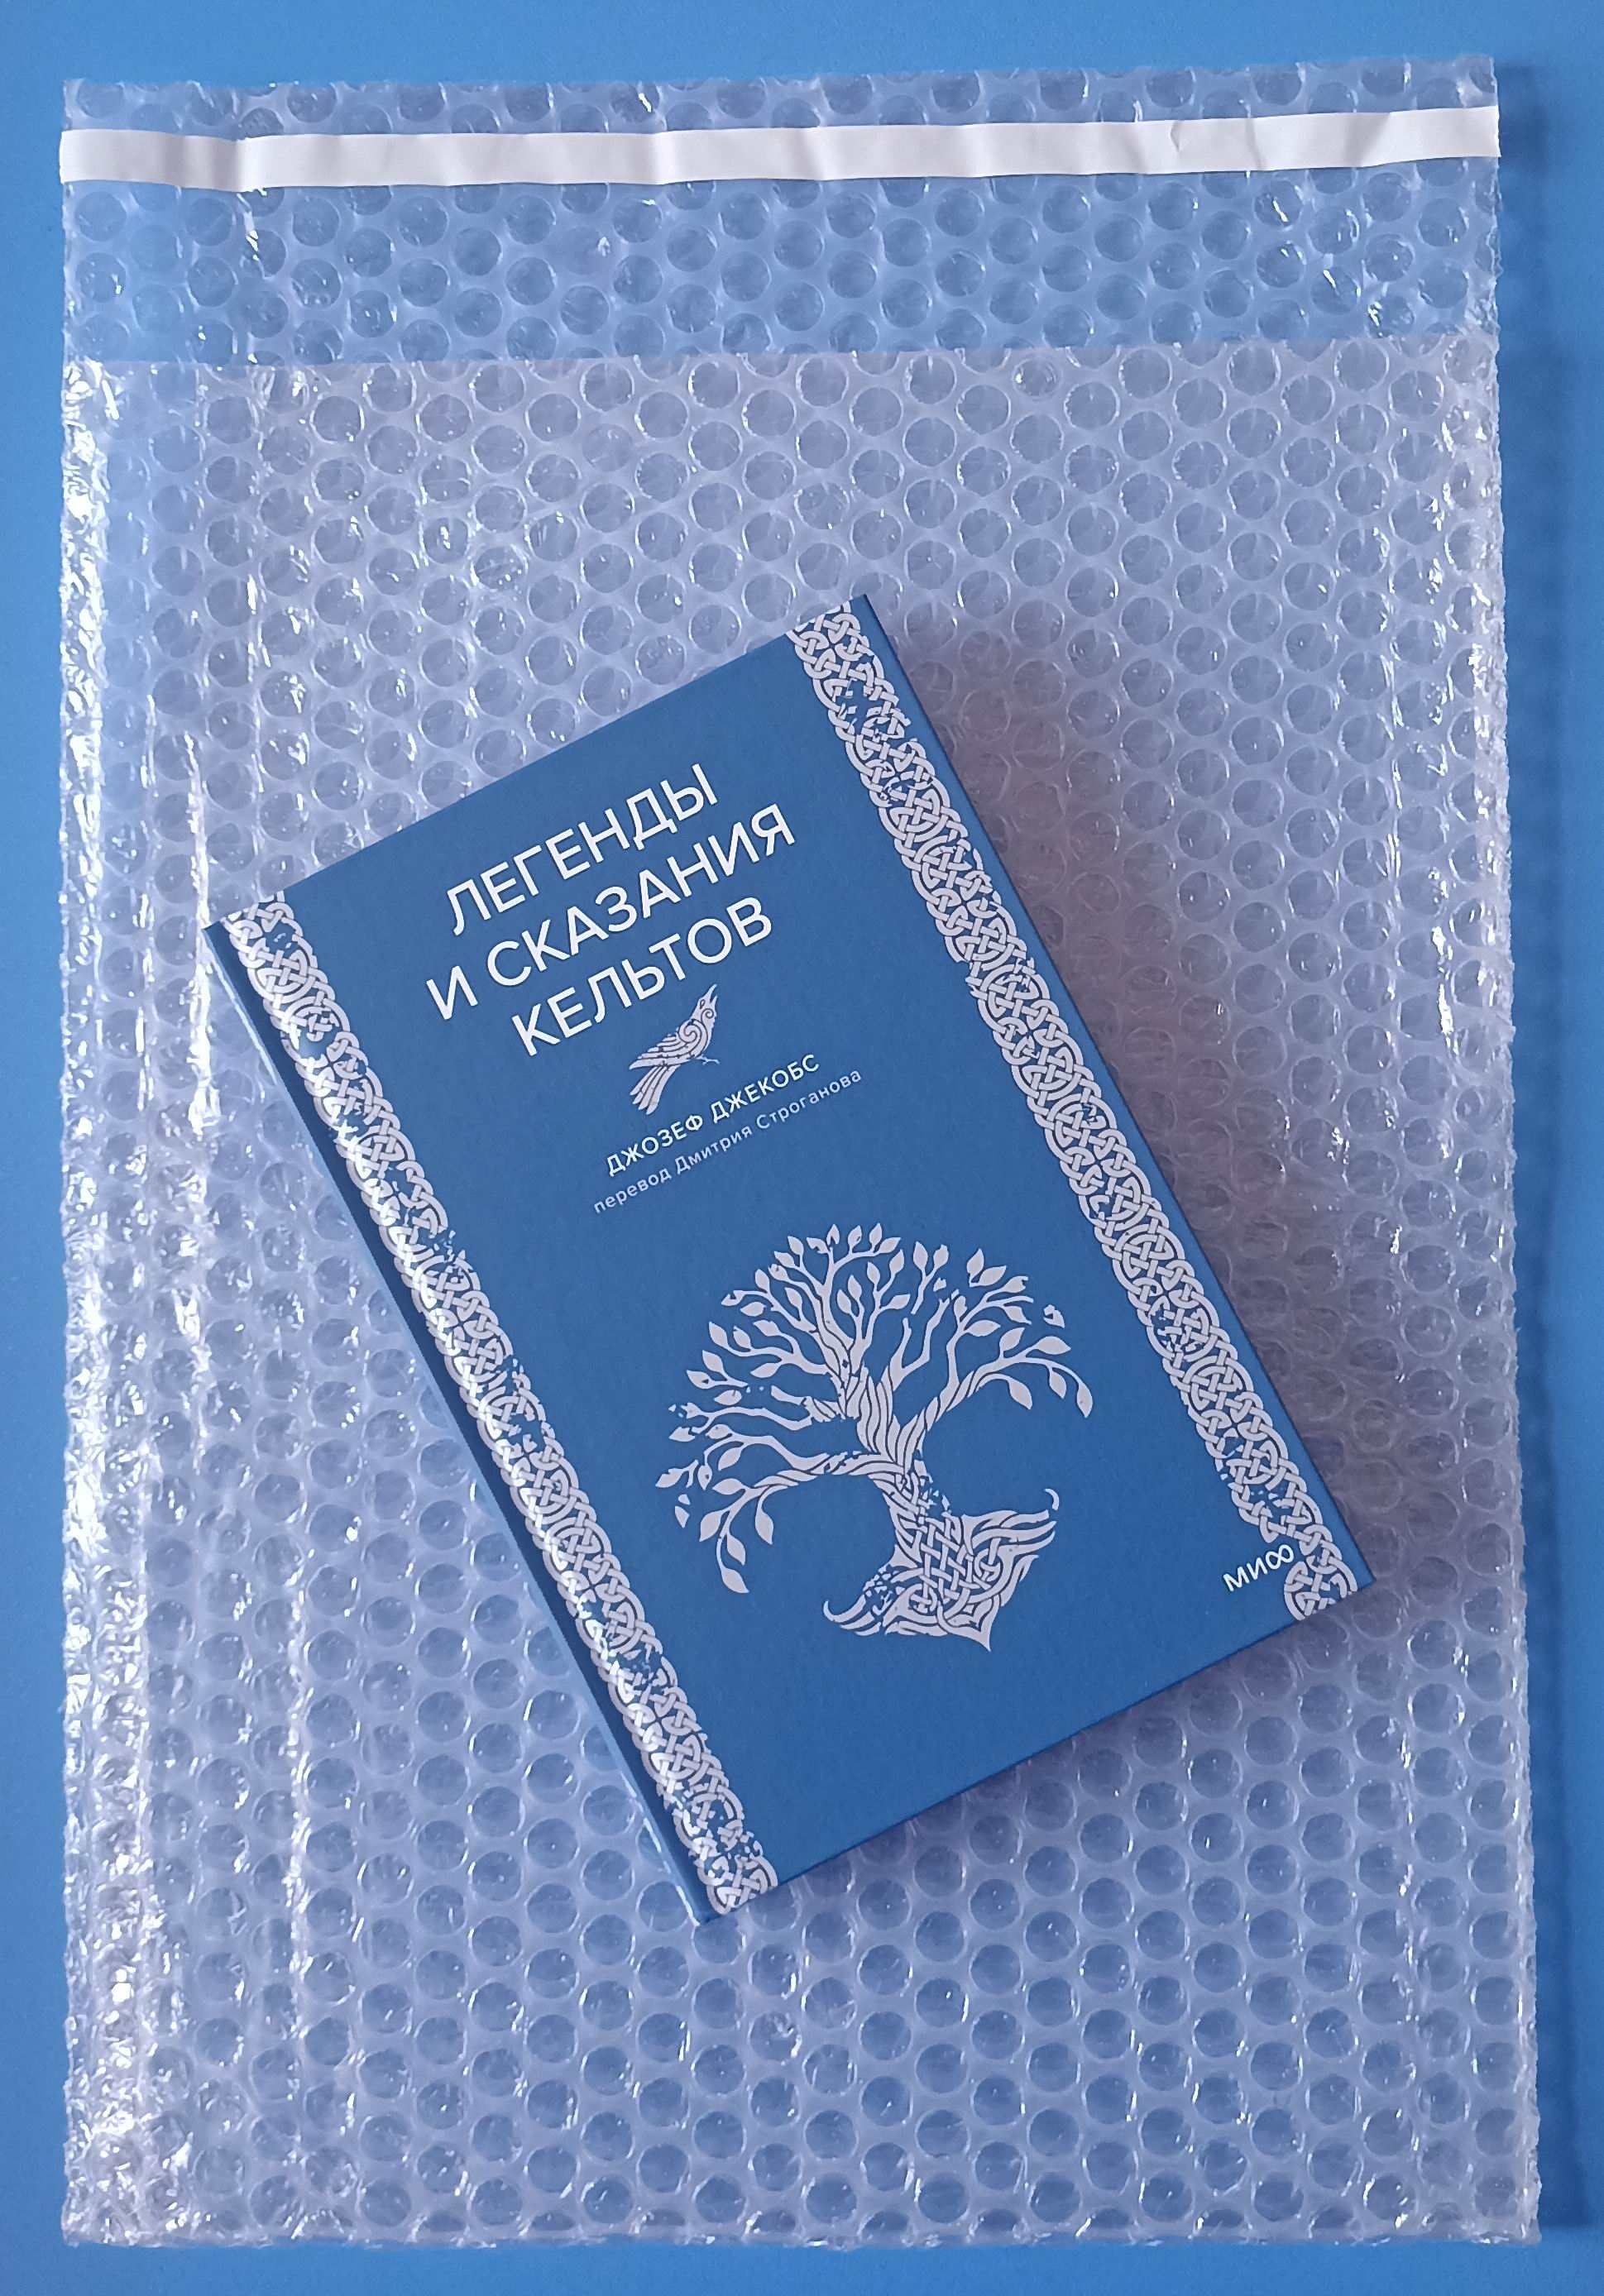 ЛЕГЕНДЫ
И СКАЗАНИЯ
КЕЛЬТОВ
ДЖОЗЕФ ДЖЕКОБС
перевод Дмитрия Строганова
МИФ